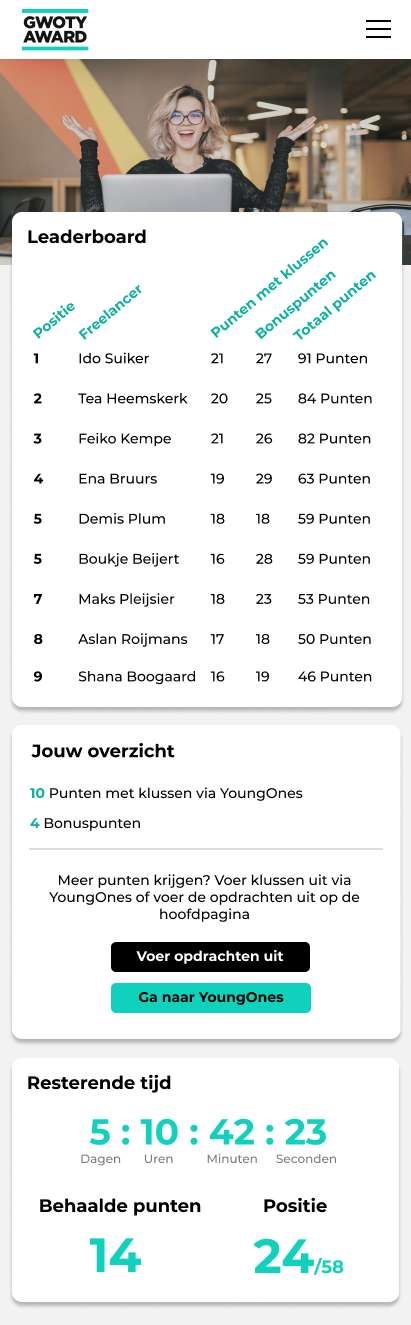 GWOTY
AWARD
Leaderboard
Positie Freelancer Punten met klussen Bonuspunten Totaal punten
1 Ido Suiker 21 27 91 Punten
2 Tea Heemskerk 20 25 84 Punten
3 Feiko Kempe 21 26 82 Punten
4 Ena Bruurs 19 29 63 Punten
5 Demis Plum 18 18 59 Punten
5 Boukje Beijert 16 28 59 Punten
7 Maks Pleijsier 18 23 53 Punten
8 Aslan Roijmans 17 18 50 Punten
9 Shana Boogaard 16 19 46 Punten
Jouw overzicht
10 Punten met klussen via YoungOnes
4 Bonuspunten
Meer punten krijgen? Voer klussen uit via
YoungOnes of voer de opdrachten uit op de
hoofdpagina
Voer opdrachten uit
Ga naar YoungOnes
Resterende tijd
5 : 10 : 42 : 23
Dagen Uren Minuten Seconden
Behaalde punten Positie
14 24/58